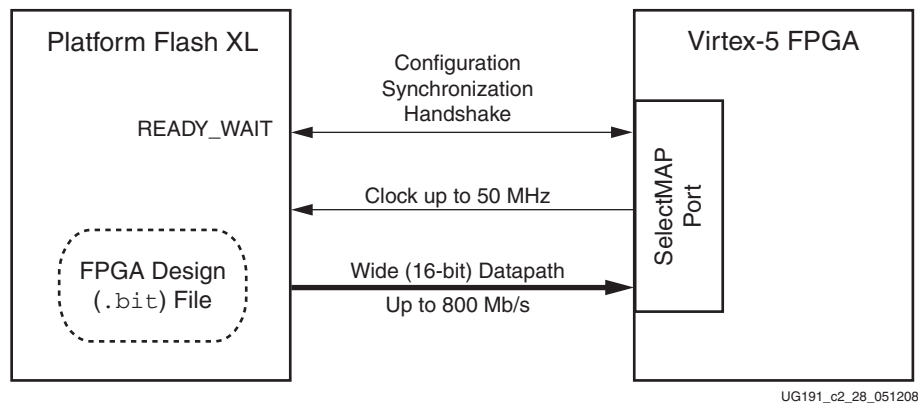 Platform Flash XL
Virtex-5 FPGA
Configuration
Synchronization
Handshake
READY_WAIT
SelectMAP
Port
Clock up to 50 MHz
FPGA Design
(.bit) File
Wide (16-bit) Datapath
Up to 800 Mb/s
UG191_c2_28_051208